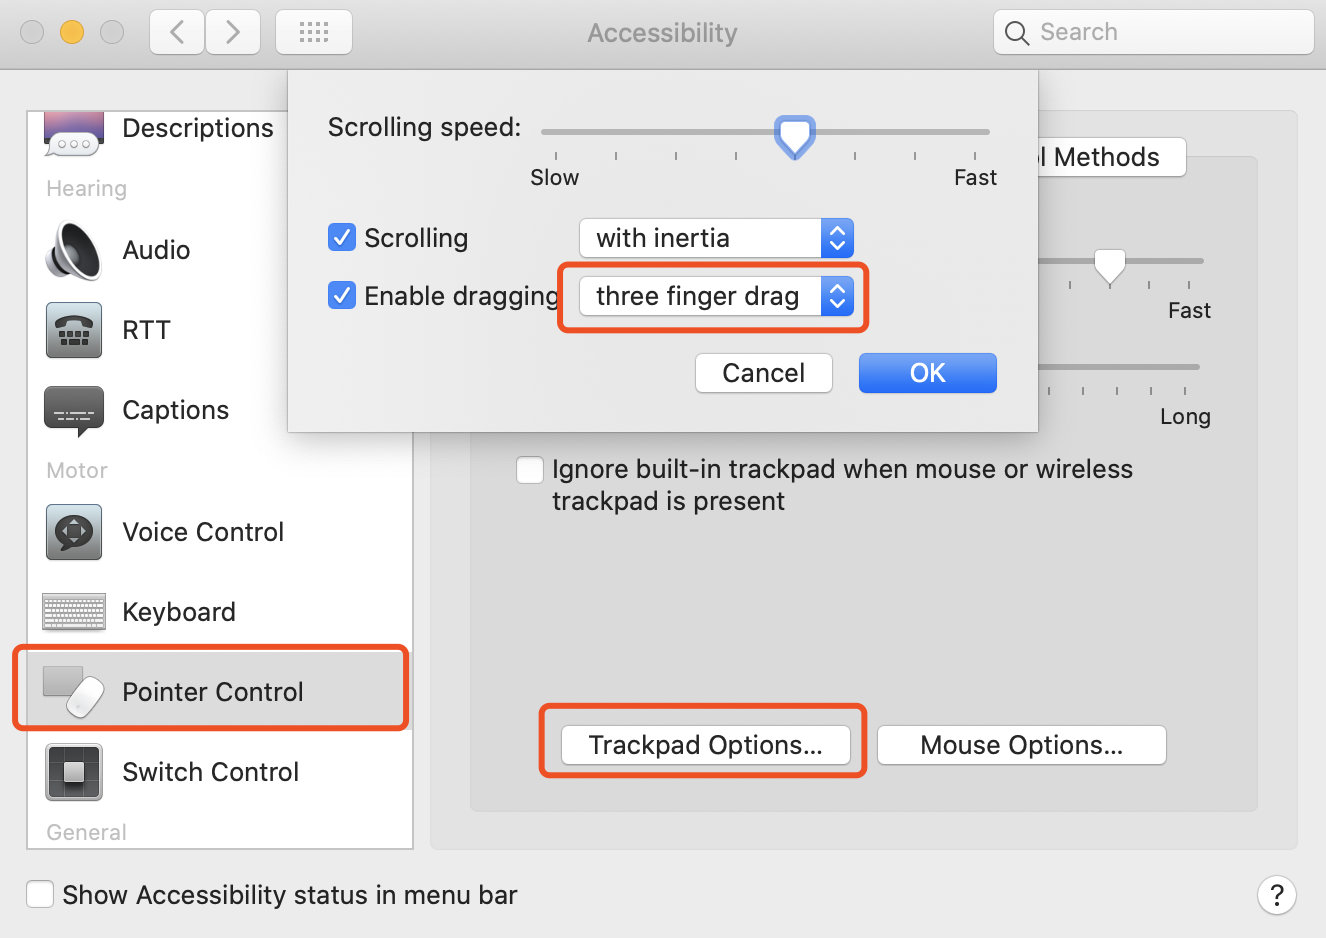 Accessibility
Search
Descriptions
Hearing
Audio
RTT
Captions
Motor
Voice Control
Keyboard
Pointer Control
Switch Control
General
Scrolling speed:
Slow
Fast
Scrolling
with inertia
Enable dragging
three finger drag
Cancel
OK
l Methods
Fast
Long
Ignore built-in trackpad when mouse or wireless
trackpad is present
Trackpad Options...
Mouse Options...
Show Accessibility status in menu bar
?